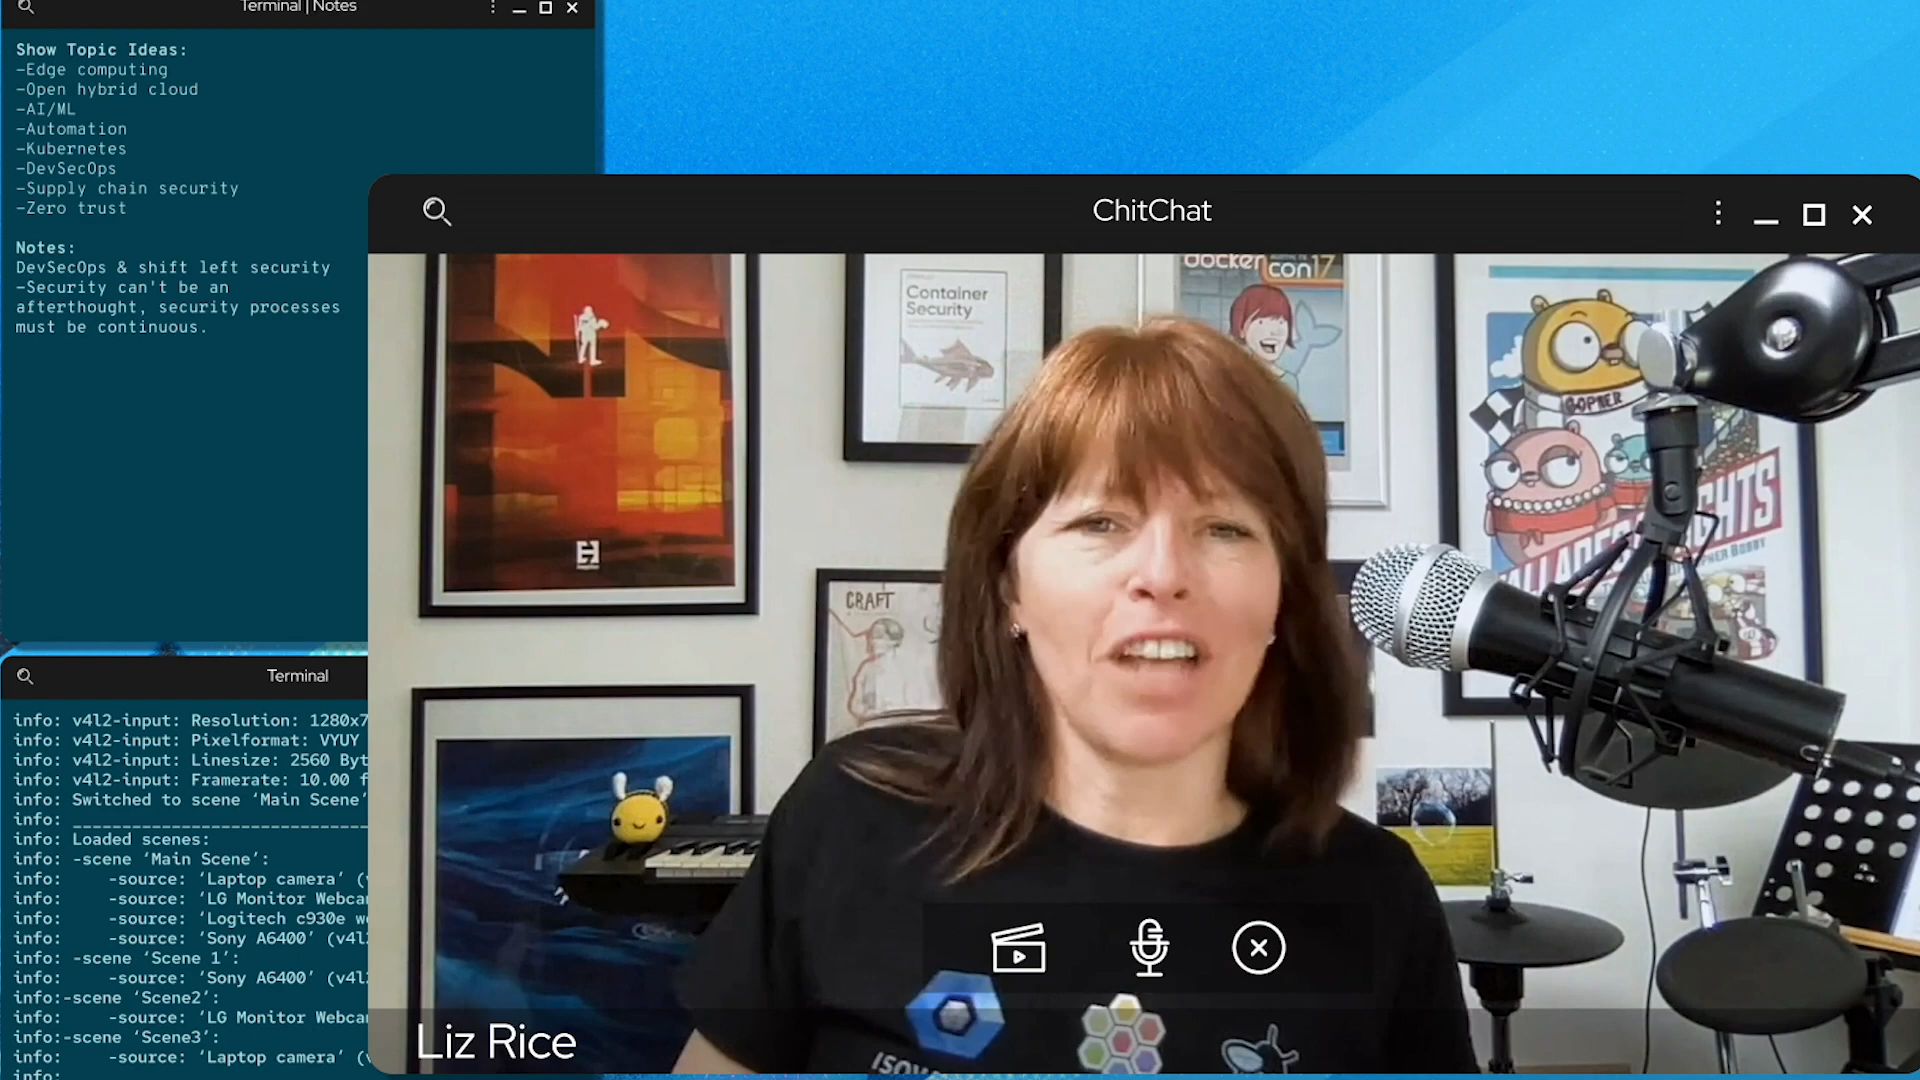 Terminal | Notes
Show Topic Ideas:
-Edge computing
-Open hybrid cloud
-AI/ML
-Automation
-Kubernetes
-DevSecOps
-Supply chain security
-Zero trust
Notes:
DevSecOps & shift left security
-Security can't be an
afterthought, security processes
must be continuous.
Terminal
info: v4l2-input: Resolution: 1280x7
info: v4l2-input: Pixelformat: VYUY
info: v4l2-input: Linesize: 2560 Byt
info: v4l2-input: Framerate: 10.00 f
info: Switched to scene ‘Main Scene’
info: ______________________________
info: Loaded scenes:
info: -scene ‘Main Scene’:
info: -source: ‘Laptop camera’ (v
info: -source: ‘LG Monitor Webcam
info: -source: ‘Logitech c930e we
info: -source: ‘Sony A6400’ (v4l2
info: -scene ‘Scene 1’:
info: -source: ‘Sony A6400’ (v4l2
info:-scene ‘Scene2’:
info: -source: ‘LG Monitor Webcam
info:-scene ‘Scene3’:
info: -source: ‘Laptop camera’ (v
info:
ChitChat
Container
Security
dockercon17
GOPHER
CRAFT
Liz Rice